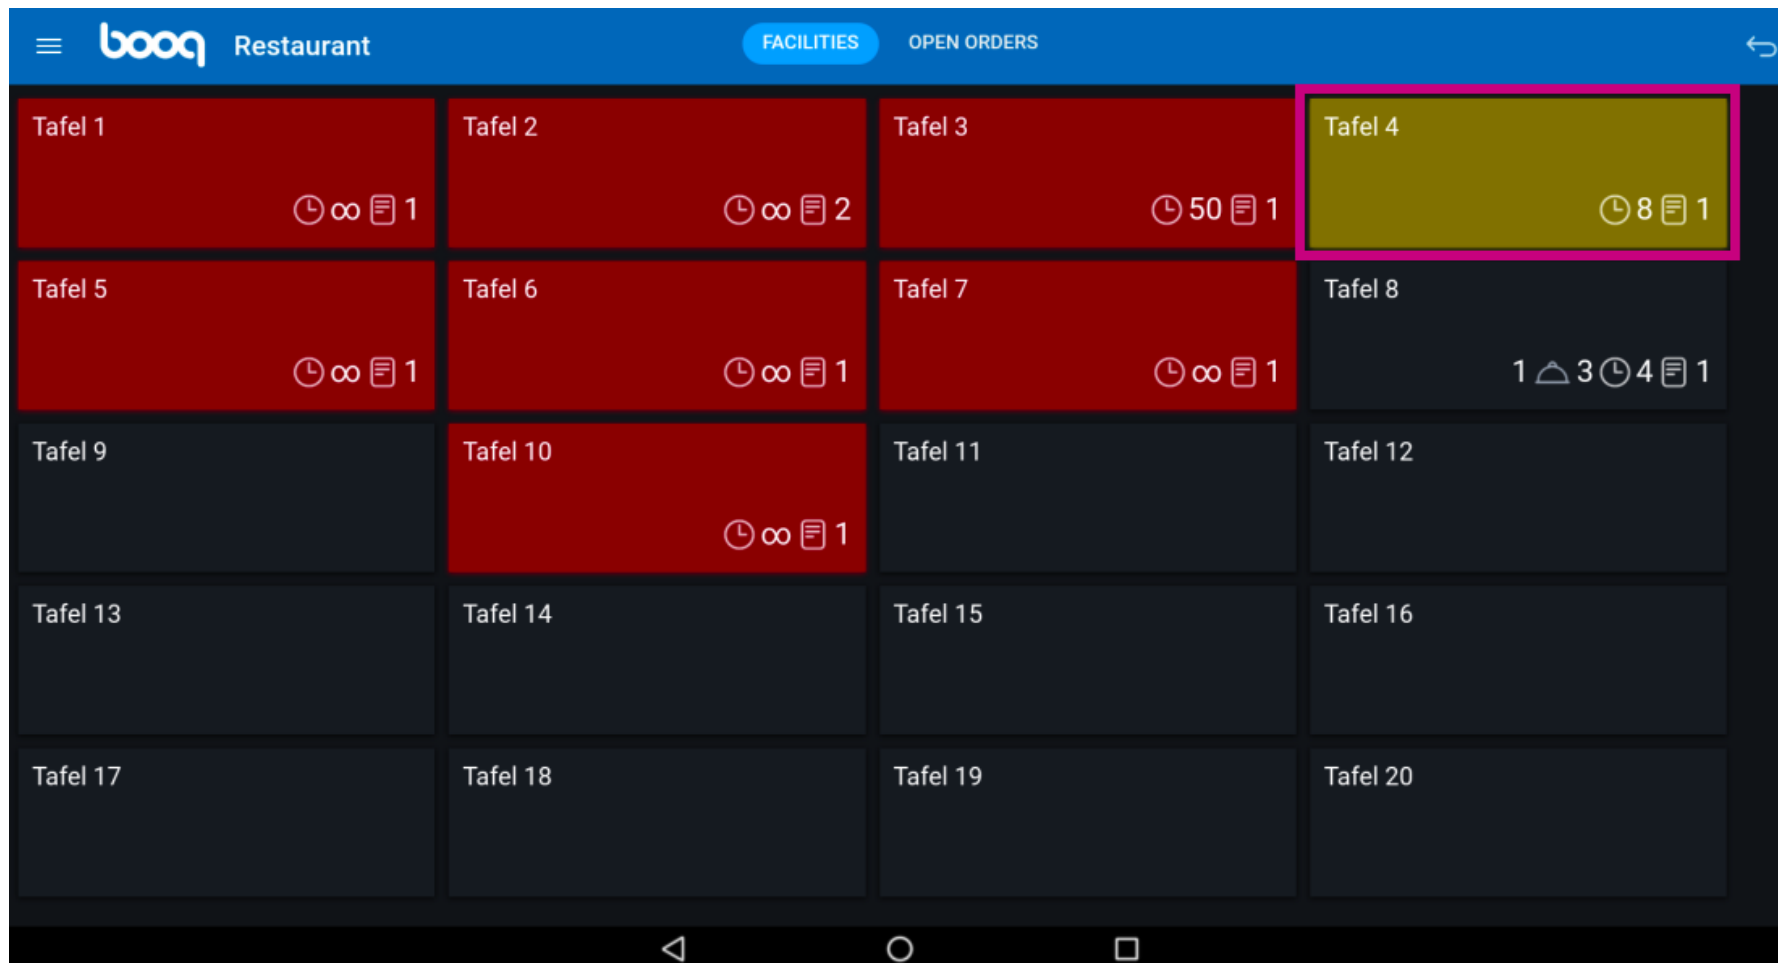 booq Restaurant FACILITIES OPEN ORDERS
Tafel 1 Tafel 2 Tafel 3 Tafel 4
∞ 1 ∞ 2 50 1 8 1
Tafel 5 Tafel 6 Tafel 7 Tafel 8
∞ 1 ∞ 1 ∞ 1 1 3 4 1
Tafel 9 Tafel 10 Tafel 11 Tafel 12
∞ 1
Tafel 13 Tafel 14 Tafel 15 Tafel 16
Tafel 17 Tafel 18 Tafel 19 Tafel 20